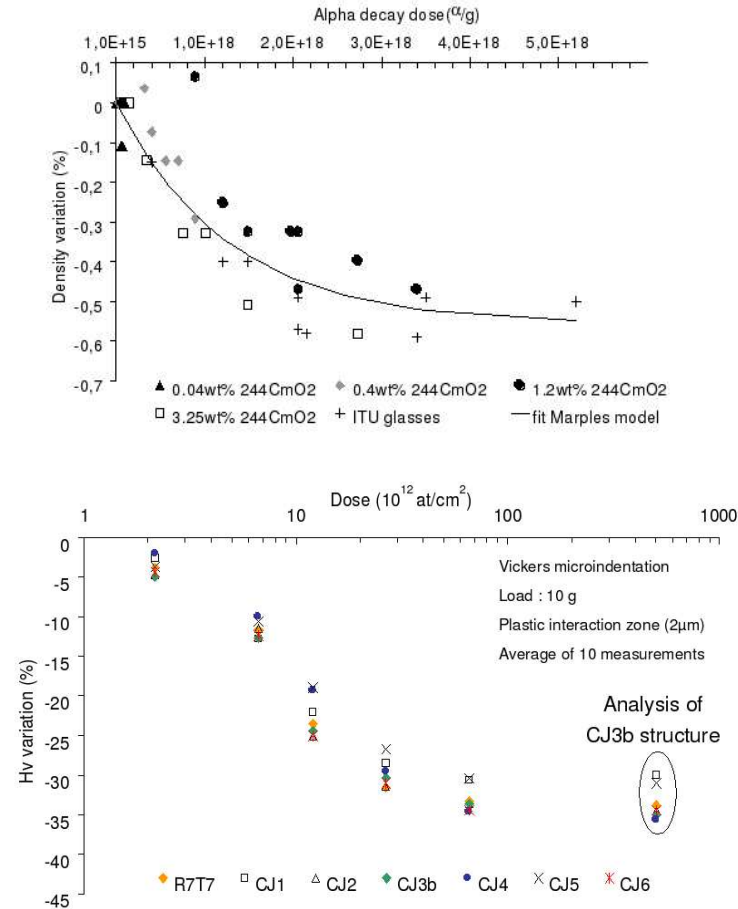 Alpha decay dose(α/g)
1,0E+15 1,0E+18 2,0E+18 3,0E+18 4,0E+18 5,0E+18
0,1
0
-0,1
-0,2
-0,3
-0,4
-0,5
-0,6
-0,7
Density variation (%)
0.04wt% 244CmO2 0.4wt% 244CmO2 1.2wt% 244CmO2
3.25wt% 244CmO2 ITU glasses fit Marples model
Dose (10¹² at/cm²)
1 10 100 1000
0
-5
-10
-15
-20
-25
-30
-35
-40
-45
Hv variation (%)
Vickers microindentation
Load : 10 g
Plastic interaction zone (2µm)
Average of 10 measurements
Analysis of
CJ3b structure
R7T7 CJ1 CJ2 CJ3b CJ4 CJ5 CJ6